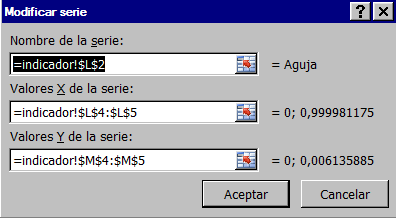 Modificar serie
Nombre de la serie:
=indicador!$L$2 = Aguja
Valores X de la serie:
=indicador!$L$4:$L$5 = 0; 0,999981175
Valores Y de la serie:
=indicador!$M$4:$M$5 = 0; 0,006135885
Aceptar Cancelar